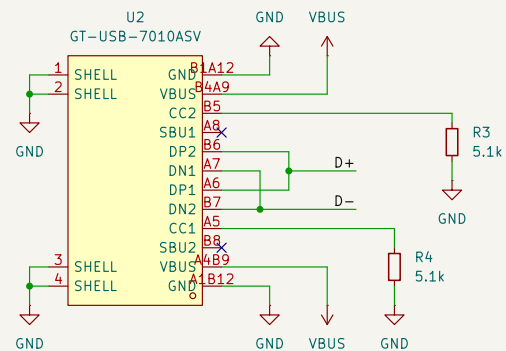 U2
GT-USB-7010ASV
GND
VBUS
1
SHELL
GND
B1A12
2
SHELL
VBUS
B4A9
CC2
B5
SBU1
A8
DP2
B6
DN1
A7
DP1
A6
DN2
B7
CC1
A5
SBU2
B8
3
SHELL
VBUS
A4B9
4
SHELL
GND
A1B12
GND
D+
D-
R3
5.1k
GND
R4
5.1k
GND
GND
VBUS
GND